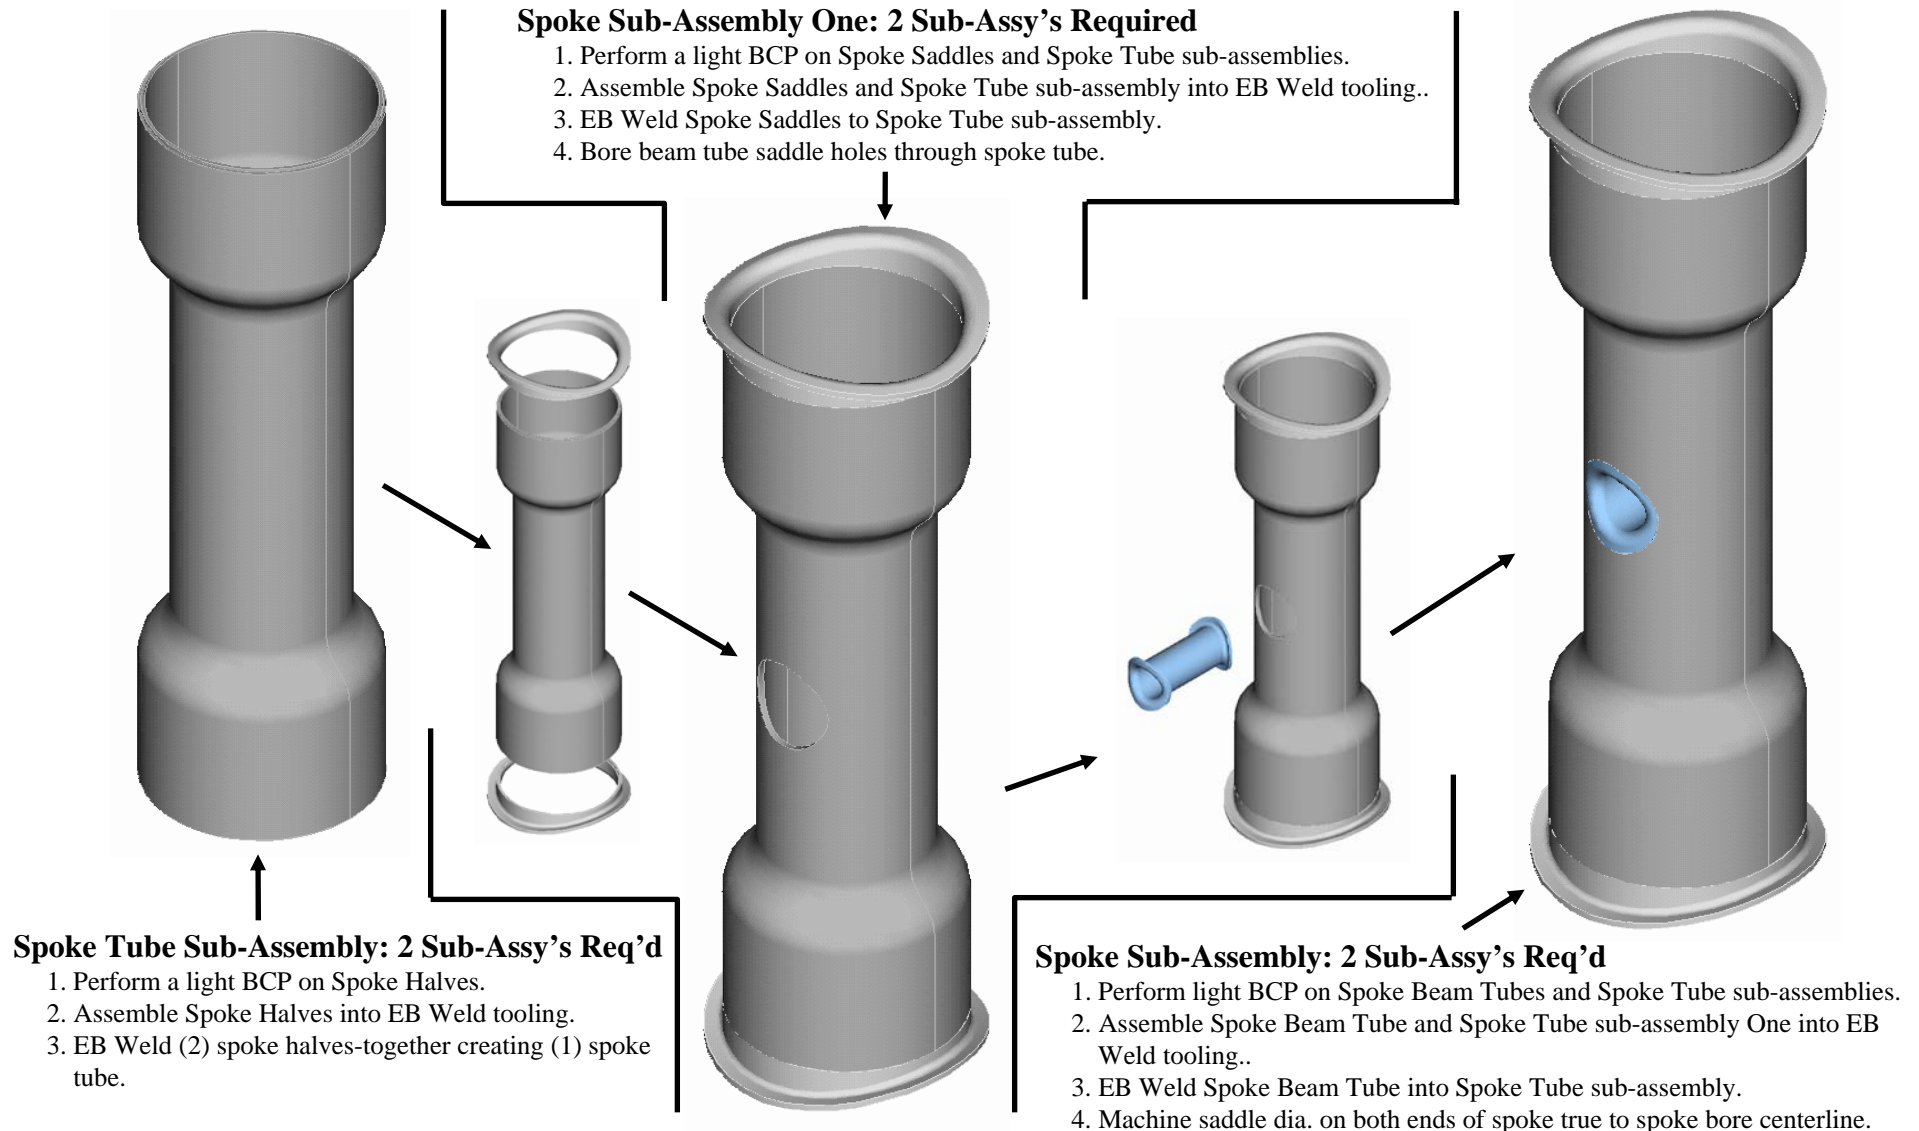 Spoke Sub-Assembly One: 2 Sub-Assy’s Required
1. Perform a light BCP on Spoke Saddles and Spoke Tube sub-assemblies.
2. Assemble Spoke Saddles and Spoke Tube sub-assembly into EB Weld tooling..
3. EB Weld Spoke Saddles to Spoke Tube sub-assembly.
4. Bore beam tube saddle holes through spoke tube.
Spoke Tube Sub-Assembly: 2 Sub-Assy’s Req’d
1. Perform a light BCP on Spoke Halves.
2. Assemble Spoke Halves into EB Weld tooling.
3. EB Weld (2) spoke halves-together creating (1) spoke
tube.
Spoke Sub-Assembly: 2 Sub-Assy’s Req’d
1. Perform light BCP on Spoke Beam Tubes and Spoke Tube sub-assemblies.
2. Assemble Spoke Beam Tube and Spoke Tube sub-assembly One into EB
Weld tooling..
3. EB Weld Spoke Beam Tube into Spoke Tube sub-assembly.
4. Machine saddle dia. on both ends of spoke true to spoke bore centerline.